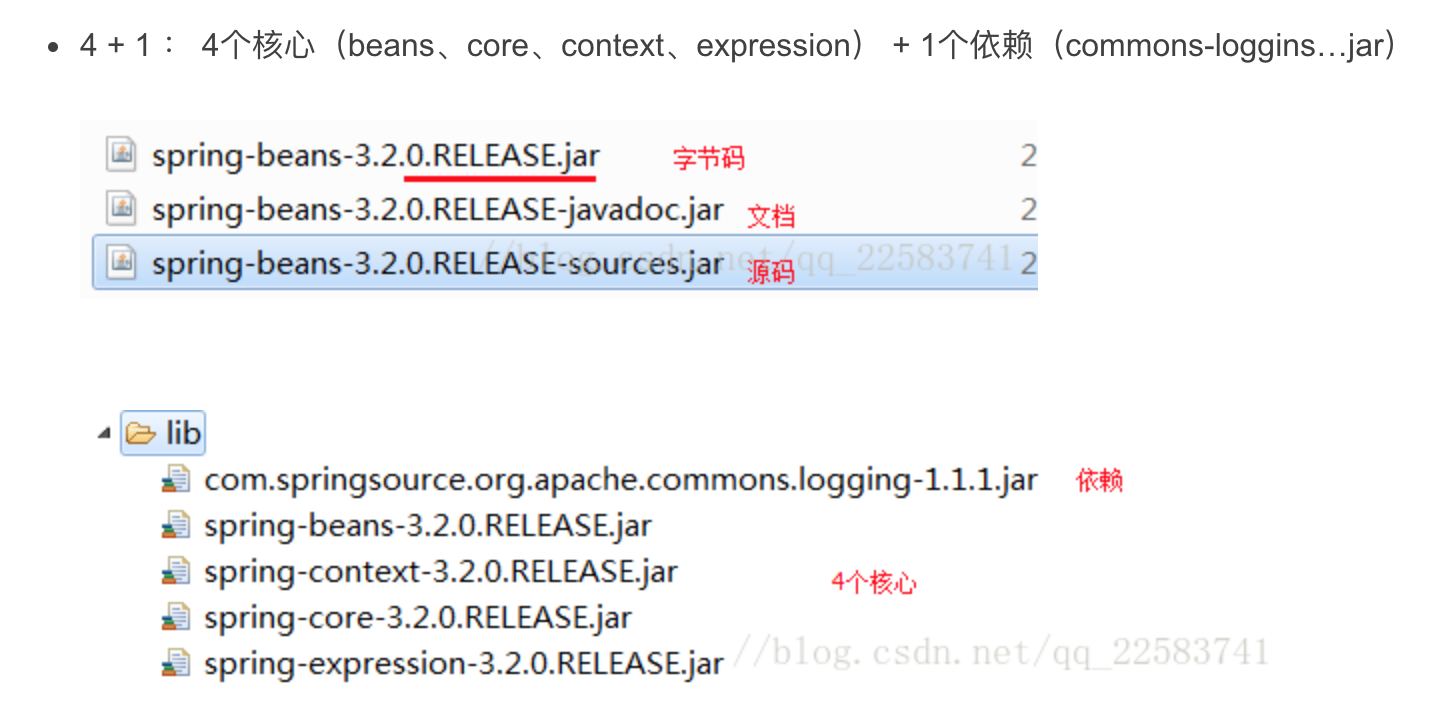 4 + 1 ： 4个核心（beans、core、context、expression） + 1个依赖（commons-loggins…jar）
spring-beans-3.2.0.RELEASE.jar 字节码 2
spring-beans-3.2.0.RELEASE-javadoc.jar 文档 2
spring-beans-3.2.0.RELEASE-sources.jar 源码 2
//blog.csdn.net/qq_22583741
lib
com.springsource.org.apache.commons.logging-1.1.1.jar 依赖
spring-beans-3.2.0.RELEASE.jar
spring-context-3.2.0.RELEASE.jar 4个核心
spring-core-3.2.0.RELEASE.jar
spring-expression-3.2.0.RELEASE.jar
//blog.csdn.net/qq_22583741